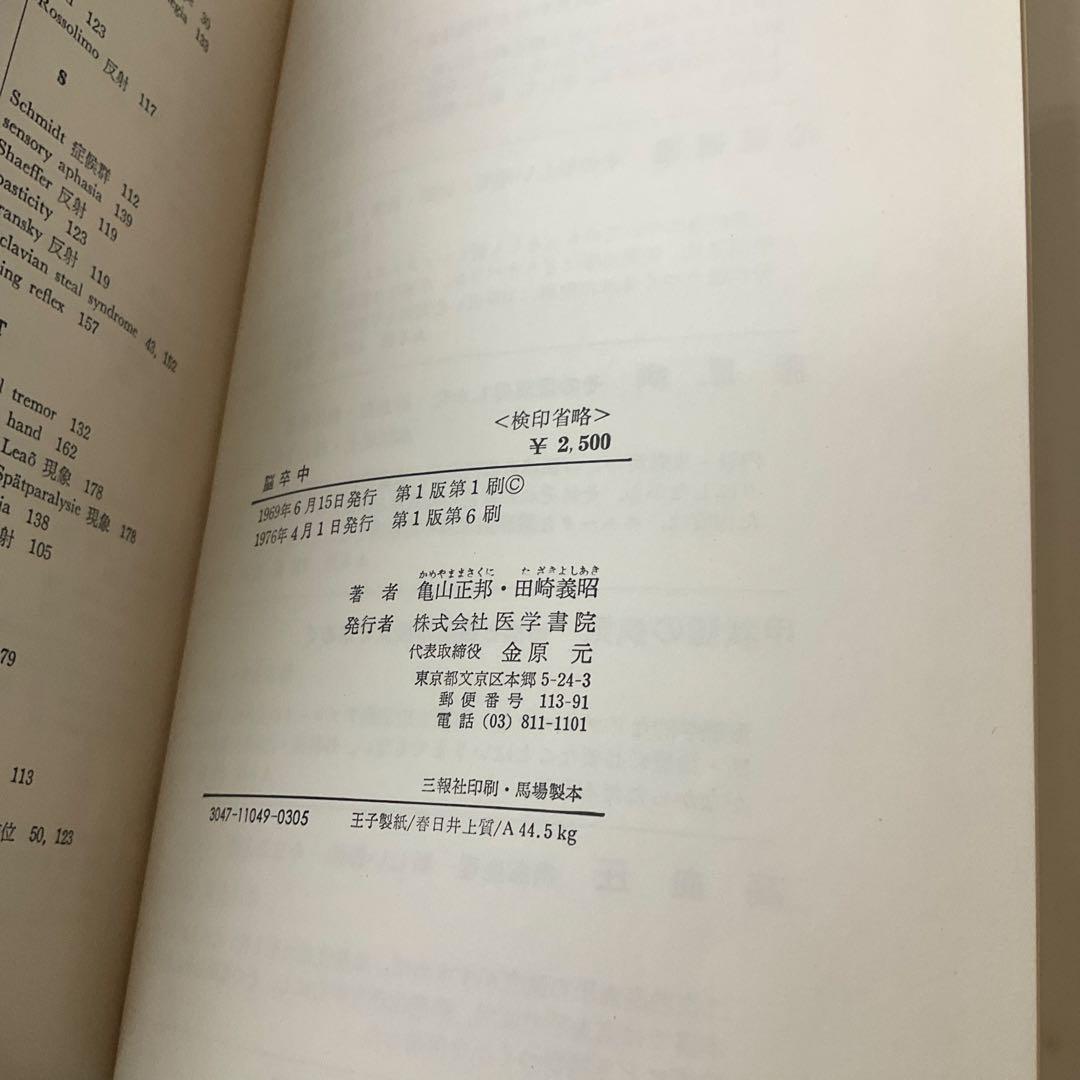 30
133
123
Rossolimo 反射 117
S
Schmidt 症候群 112
sensory aphasia 139
Shaeffer 反射 119
pasticity 123
ransky 反射 119
clavian steal syndrome 43, 152
ing reflex 157
T
l tremor 132
hand 162
Leaõ 現象 178
Spätparalysie 現象 178
ia 138
射 105
79
113
位 50, 123
<検印省略>
¥ 2,500
脳卒中
1969年6月15日発行 第1版第1刷©
1976年4月1日発行 第1版第6刷
かめやままさくに たざきよしあき
著者 亀山正邦・田崎義昭
発行者 株式会社 医学書院
代表取締役 金原 元
東京都文京区本郷 5-24-3
郵便番号 113-91
電話 (03) 811-1101
三報社印刷・馬場製本
3047-11049-0305 王子製紙/春日井上質/A 44.5kg